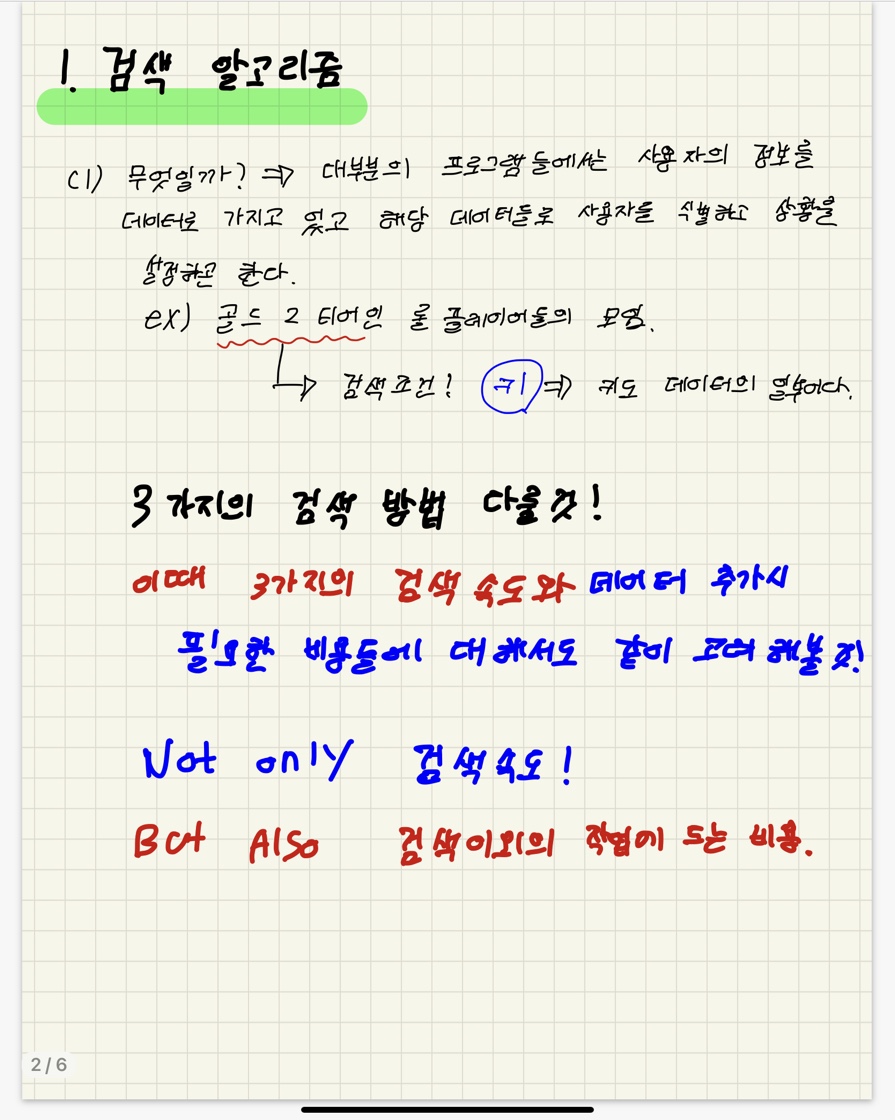 1. 검색 알고리즘
(1) 무엇일까? ⇒ 대부분의 프로그램들에서는 사용자의 정보를
데이터로 가지고 있고 해당 데이터들로 사용자들 식별하고 상황을
설정하곤 한다.
ex) 골드 2 티어인 롤 플레이어들의 모임.
검색조건! 키 ⇒ 키도 데이터의 일부이다.
3가지의 검색 방법 다룰것!
이때 3가지의 검색 속도와 데이터 추가시
필요한 비용들에 대해서도 같이 고려해볼 것!
Not only 검색속도!
But Also 검색이외의 작업에 드는 비용.
2/6